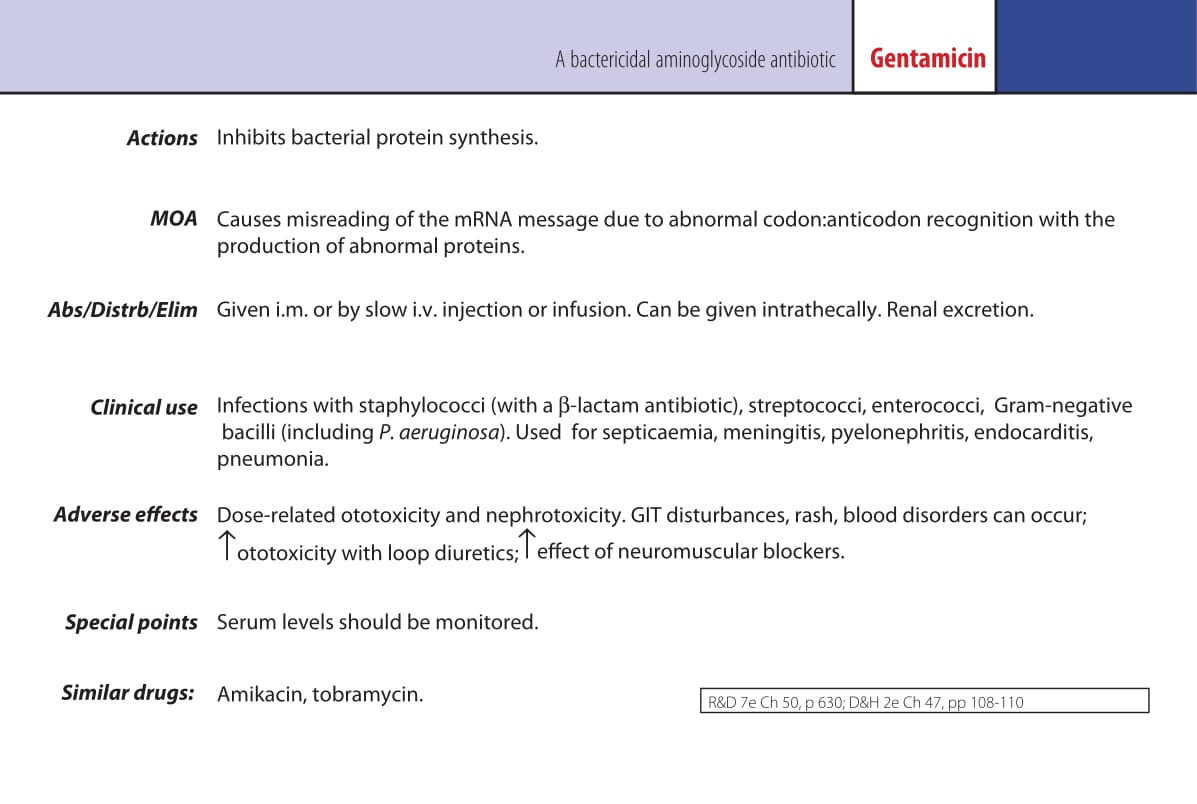 A bactericidal aminoglycoside antibiotic Gentamicin
Actions Inhibits bacterial protein synthesis.
MOA Causes misreading of the mRNA message due to abnormal codon:anticodon recognition with the
production of abnormal proteins.
Abs/Distrb/Elim Given i.m. or by slow i.v. injection or infusion. Can be given intrathecally. Renal excretion.
Clinical use Infections with staphylococci (with a β-lactam antibiotic), streptococci, enterococci, Gram-negative
bacilli (including P. aeruginosa). Used for septicaemia, meningitis, pyelonephritis, endocarditis,
pneumonia.
Adverse effects Dose-related ototoxicity and nephrotoxicity. GIT disturbances, rash, blood disorders can occur;
↑ ototoxicity with loop diuretics; ↑ effect of neuromuscular blockers.
Special points Serum levels should be monitored.
Similar drugs: Amikacin, tobramycin.
R&D 7e Ch 50, p 630; D&H 2e Ch 47, pp 108-110